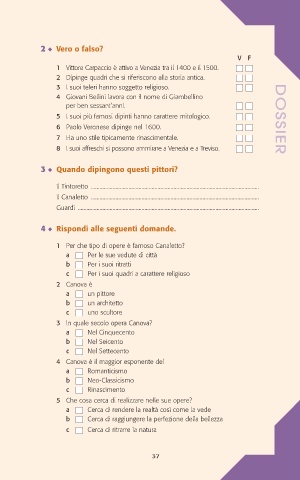 2 ◆ Vero o falso?
V F
1 Vittore Carpaccio è attivo a Venezia tra il 1400 e il 1500.
2 Dipinge quadri che si riferiscono alla storia antica.
3 I suoi teleri hanno soggetto religioso.
4 Giovani Bellini lavora con il nome di Giambellino
per ben sessant'anni.
5 I suoi più famosi dipinti hanno carattere mitologico.
6 Paolo Veronese dipinge nel 1600.
7 Ha uno stile tipicamente rinascimentale.
8 I suoi affreschi si possono ammirare a Venezia e a Treviso.
DOSSIER
3 ◆ Quando dipingono questi pittori?
Il Tintoretto
Il Canaletto
Guardi
4 ◆ Rispondi alle seguenti domande.
1 Per che tipo di opere è famoso Canaletto?
a Per le sue vedute di città
b Per i suoi ritratti
c Per i suoi quadri a carattere religioso
2 Canova è
a un pittore
b un architetto
c uno scultore
3 In quale secolo opera Canova?
a Nel Cinquecento
b Nel Seicento
c Nel Settecento
4 Canova è il maggior esponente del
a Romanticismo
b Neo-Classicismo
c Rinascimento
5 Che cosa cerca di realizzare nelle sue opere?
a Cerca di rendere la realtà così come la vede
b Cerca di raggiungere la perfezione della bellezza
c Cerca di ritrarre la natura
37